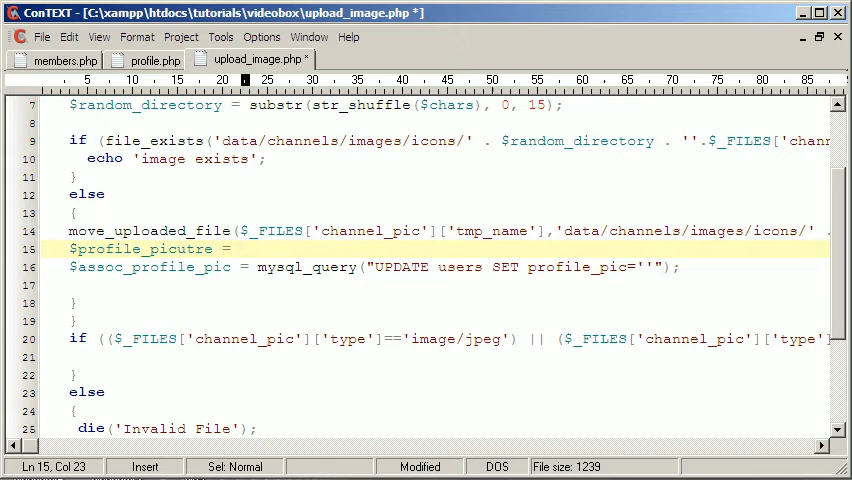 ConTEXT - [C:\xampp\htdocs\tutorials\videobox\upload_image.php *]
File Edit View Format Project Tools Options Window Help
members.php profile.php upload_image.php *
5 10 15 20 25 30 35 40 45 50 55 60 65 70 75 80 85
7 $random_directory = substr(str_shuffle($chars), 0, 15);
8
9 if (file_exists('data/channels/images/icons/' . $random_directory . ''.$_FILES['chan
10 echo 'image exists';
11 }
12 else
13 {
14 move_uploaded_file($_FILES['channel_pic']['tmp_name'],'data/channels/images/icons/' .
15 $profile_picutre =
16 $assoc_profile_pic = mysql_query("UPDATE users SET profile_pic=''");
17
18 }
19 }
20 if (($_FILES['channel_pic']['type']=='image/jpeg') || ($_FILES['channel_pic']['type']
21
22 }
23 else
24 {
25 die('Invalid File');
Ln 15, Col 23 Insert Sel: Normal Modified DOS File size: 1239